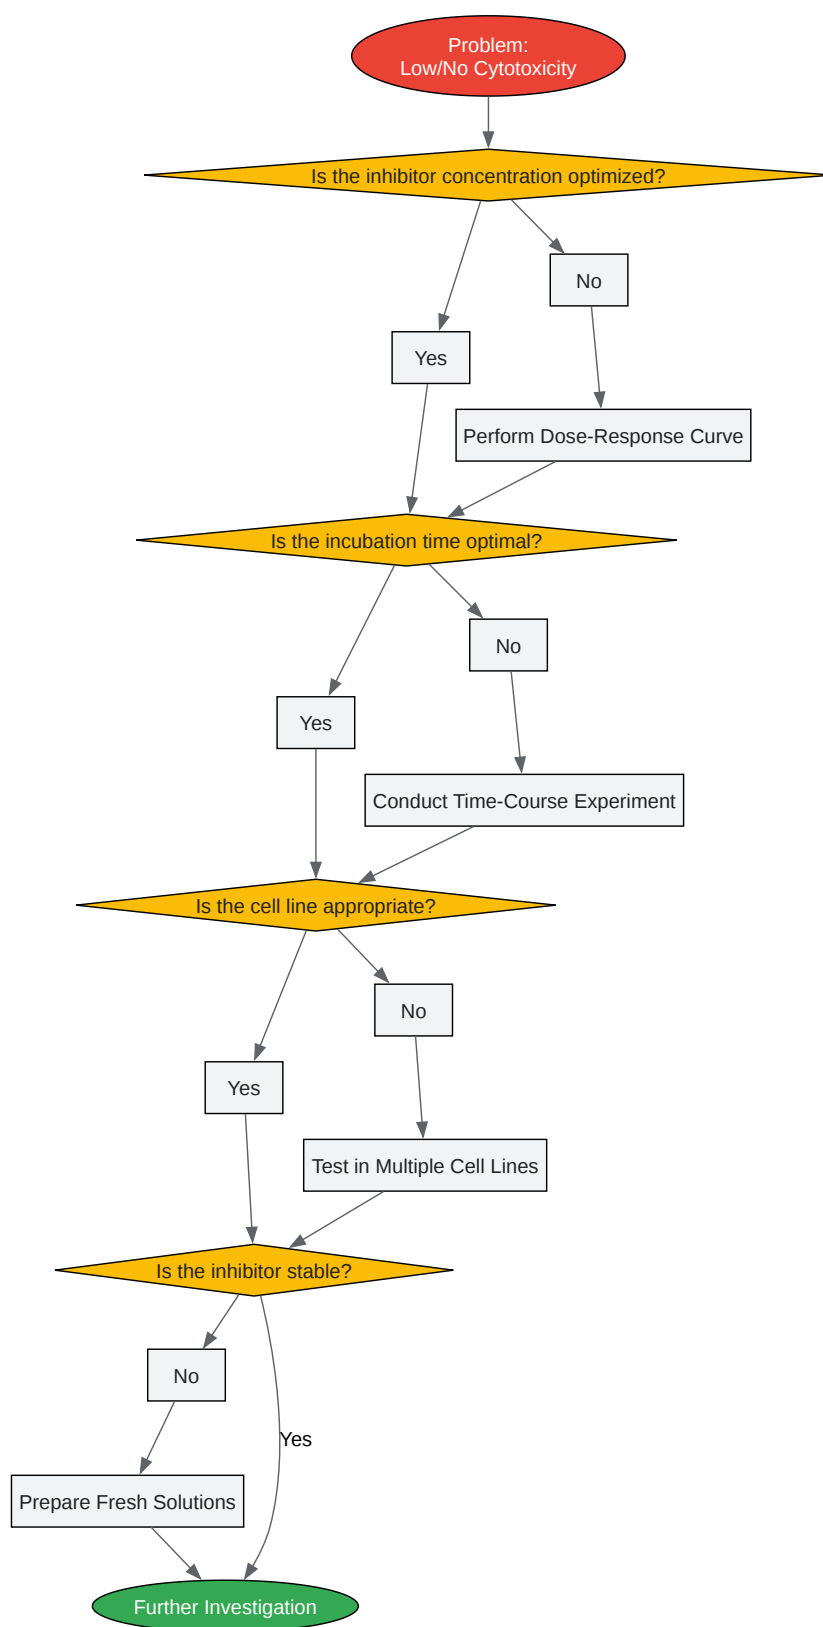 Problem:
Low/No Cytotoxicity
Is the inhibitor concentration optimized?
No
Yes
Perform Dose-Response Curve
Is the incubation time optimal?
No
Yes
Conduct Time-Course Experiment
Is the cell line appropriate?
No
Yes
Test in Multiple Cell Lines
Is the inhibitor stable?
No
Yes
Prepare Fresh Solutions
Further Investigation